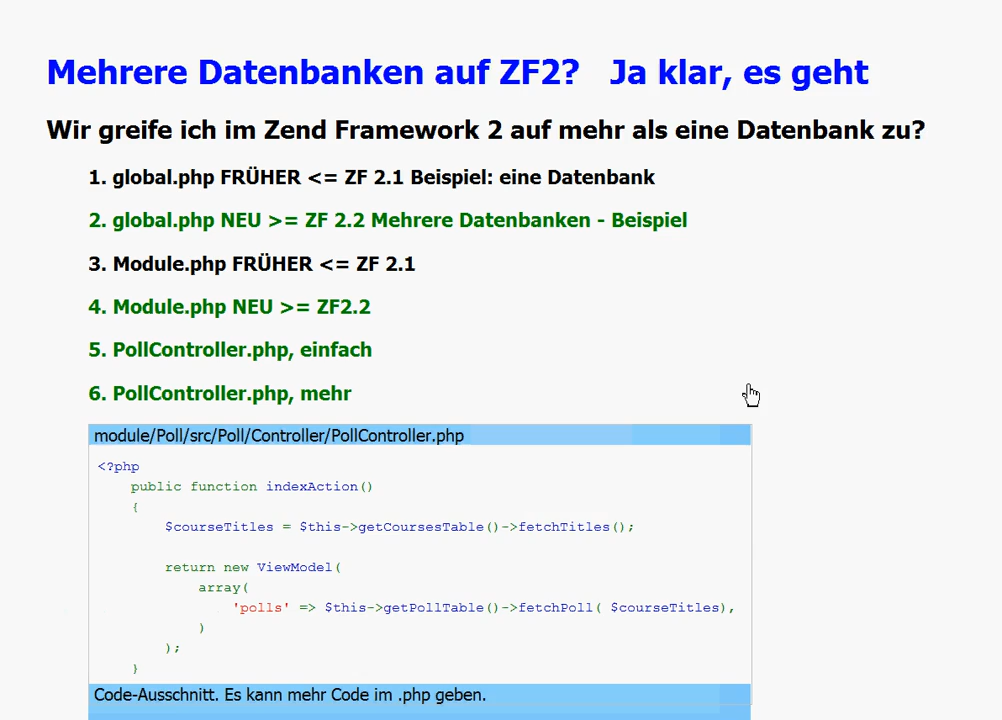 Mehrere Datenbanken auf ZF2?   Ja klar, es geht
Wir greife ich im Zend Framework 2 auf mehr als eine Datenbank zu?
1. global.php FRÜHER <= ZF 2.1 Beispiel: eine Datenbank
2. global.php NEU >= ZF 2.2 Mehrere Datenbanken - Beispiel
3. Module.php FRÜHER <= ZF 2.1
4. Module.php NEU >= ZF2.2
5. PollController.php, einfach
6. PollController.php, mehr
module/Poll/src/Poll/Controller/PollController.php
<?php
    public function indexAction()
    {
        $courseTitles = $this->getCoursesTable()->fetchTitles();
        return new ViewModel(
            array(
                'polls' => $this->getPollTable()->fetchPoll( $courseTitles),
            )
        );
    }
Code-Ausschnitt. Es kann mehr Code im .php geben.